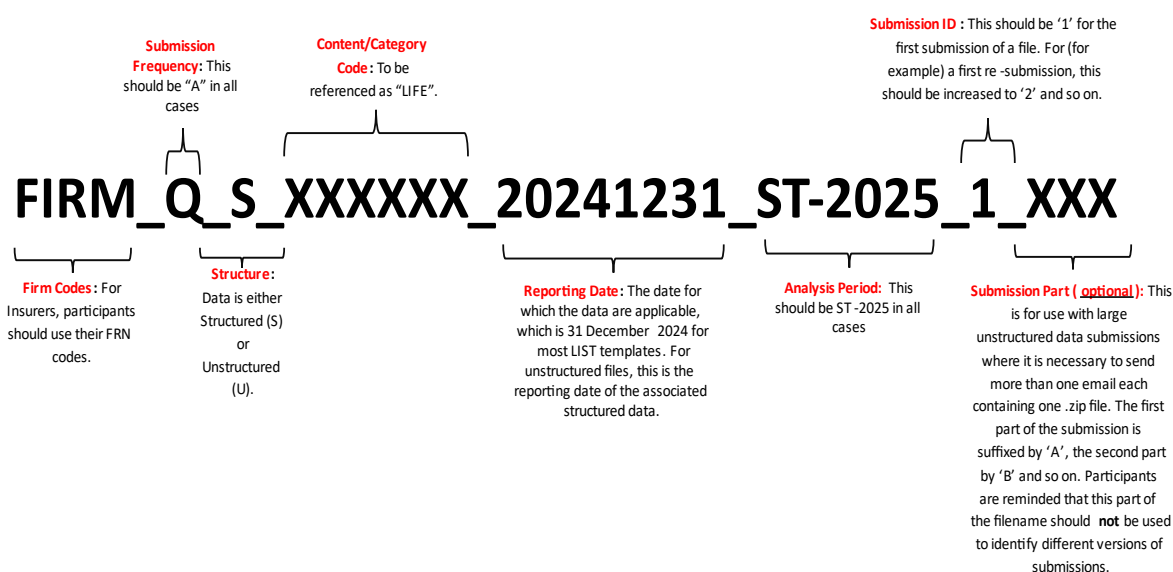 Submission
Frequency: This
should be “A” in all
cases
Content/Category
Code: To be
referenced as “LIFE”.
Submission ID : This should be ‘1’ for the
first submission of a file. For (for
example) a first re -submission, this
should be increased to ‘2’ and so on.
FIRM_Q_S_XXXXXX_20241231_ST-2025_1_XXX
Firm Codes: For
Insurers, participants
should use their FRN
codes.
Structure:
Data is either
Structured (S)
or
Unstructured
(U).
Reporting Date: The date for
which the data are applicable,
which is 31 December 2024 for
most LIST templates. For
unstructured files, this is the
reporting date of the associated
structured data.
Analysis Period: This
should be ST -2025 in all
cases
Submission Part ( optional): This
is for use with large
unstructured data submissions
where it is necessary to send
more than one email each
containing one .zip file. The first
part of the submission is
suffixed by ‘A’, the second part
by ‘B’ and so on. Participants
are reminded that this part of
the filename should not be used
to identify different versions of
submissions.